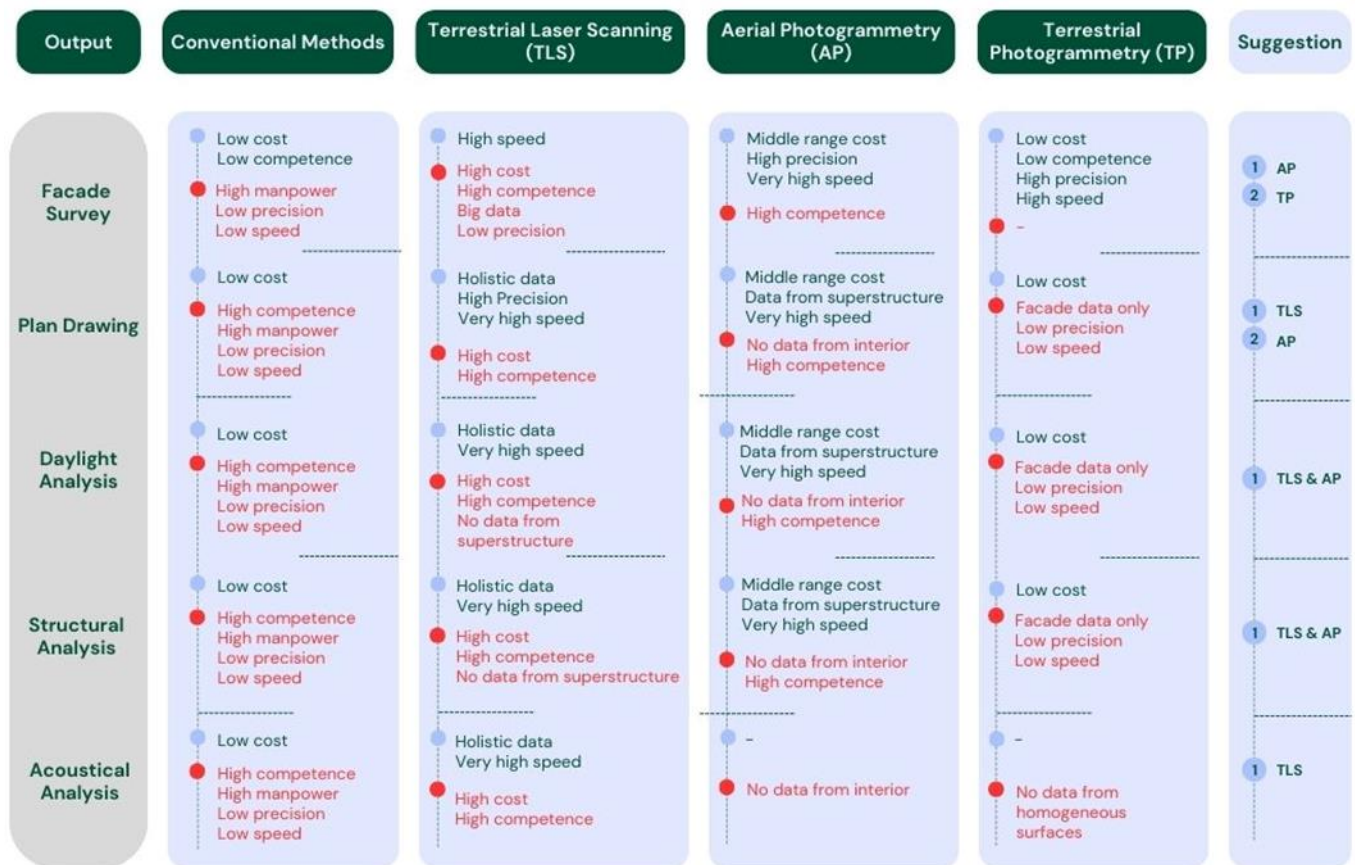 Output
Conventional Methods
Terrestrial Laser Scanning
(TLS)
Aerial Photogrammetry
(AP)
Terrestrial
Photogrammetry (TP)
Suggestion
Facade
Survey
Low cost
Low competence
High manpower
Low precision
Low speed
High speed
High cost
High competence
Big data
Low precision
Middle range cost
High precision
Very high speed
High competence
Low cost
Low competence
High precision
High speed
-
1 AP
2 TP
Plan Drawing
Low cost
High competence
High manpower
Low precision
Low speed
Holistic data
High Precision
Very high speed
High cost
High competence
Middle range cost
Data from superstructure
Very high speed
No data from interior
High competence
Low cost
Facade data only
Low precision
Low speed
1 TLS
2 AP
Daylight
Analysis
Low cost
High competence
High manpower
Low precision
Low speed
Holistic data
Very high speed
High cost
High competence
No data from
superstructure
Middle range cost
Data from superstructure
Very high speed
No data from interior
High competence
Low cost
Facade data only
Low precision
Low speed
1 TLS & AP
Structural
Analysis
Low cost
High competence
High manpower
Low precision
Low speed
Holistic data
Very high speed
High cost
High competence
No data from superstructure
Middle range cost
Data from superstructure
Very high speed
No data from interior
High competence
Low cost
Facade data only
Low precision
Low speed
1 TLS & AP
Acoustical
Analysis
Low cost
High competence
High manpower
Low precision
Low speed
Holistic data
Very high speed
High cost
High competence
-
No data from interior
-
No data from
homogeneous
surfaces
1 TLS